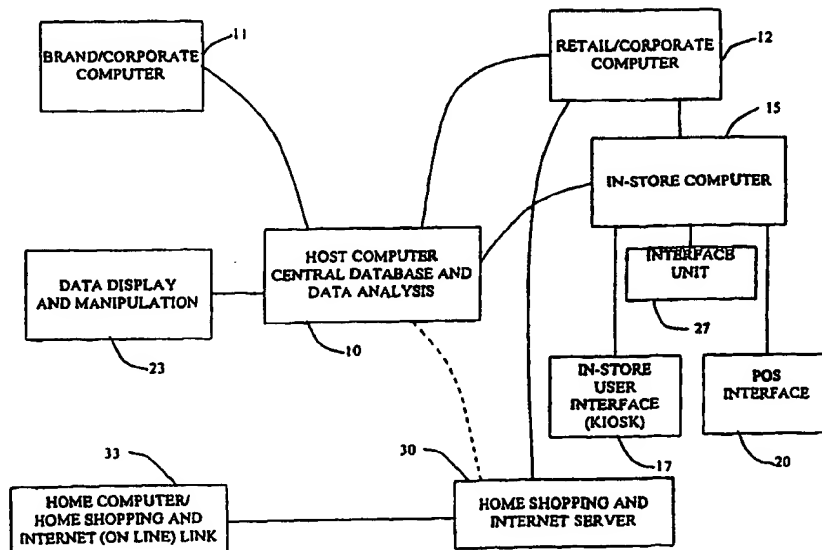 11
BRAND/CORPORATE
COMPUTER
RETAIL/CORPORATE
COMPUTER
12
15
IN-STORE COMPUTER
HOST COMPUTER
CENTRAL DATABASE AND
DATA ANALYSIS
10
DATA DISPLAY
AND MANIPULATION
23
INTERFACE
UNIT
27
IN-STORE
USER
INTERFACE
(KIOSK)
17
POS
INTERFACE
20
33
HOME COMPUTER/
HOME SHOPPING AND
INTERNET (ON LINE) LINK
30
HOME SHOPPING AND
INTERNET SERVER